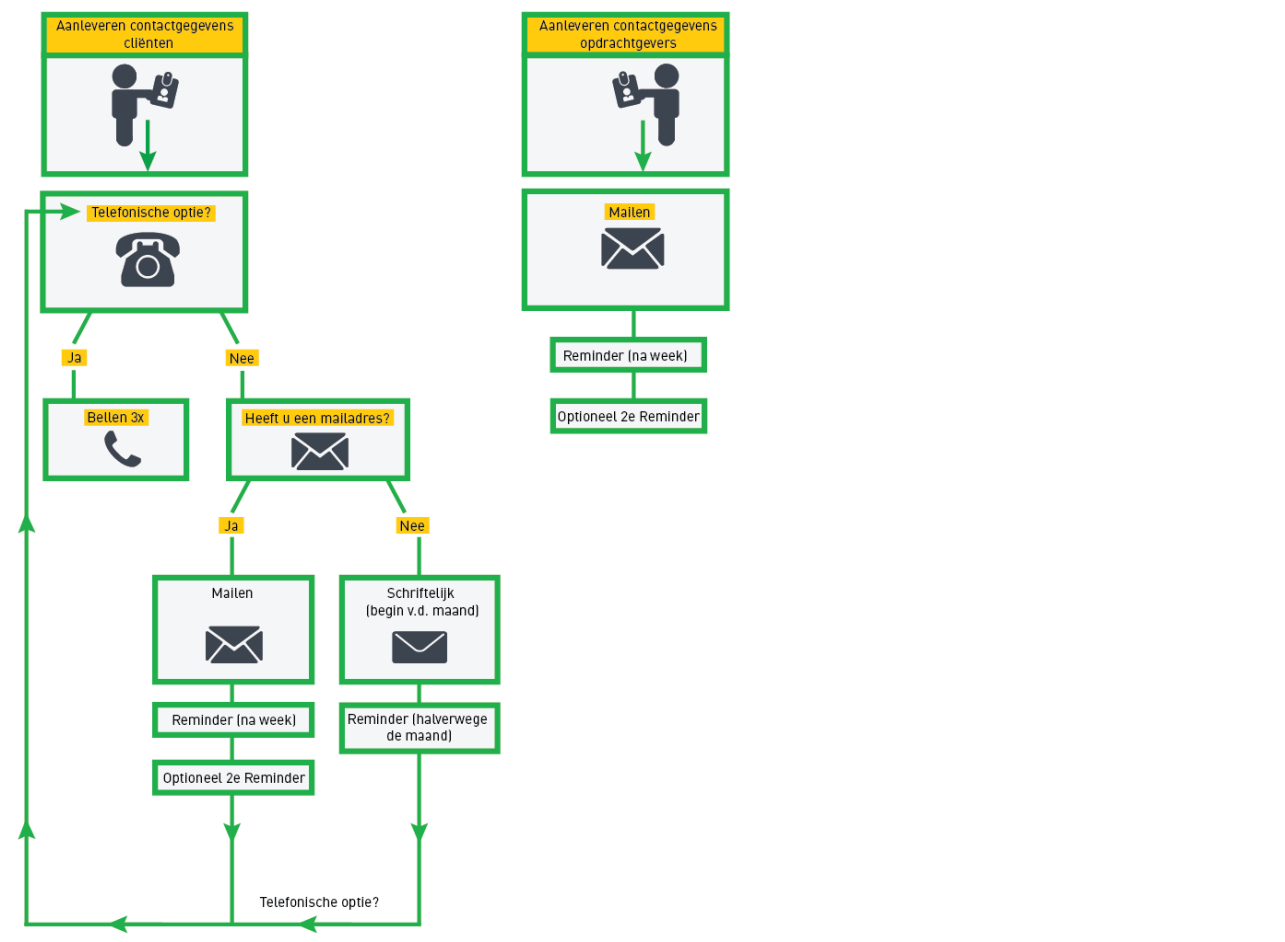 Aanleveren contactgegevens
cliënten
Telefonische optie?
Ja
Nee
Bellen 3x
Heeft u een mailadres?
Ja
Nee
Mailen
Schriftelijk
(begin v.d. maand)
Reminder (na week)
Reminder (halverwege
de maand)
Optioneel 2e Reminder
Telefonische optie?
Aanleveren contactgegevens
opdrachtgevers
Mailen
Reminder (na week)
Optioneel 2e Reminder